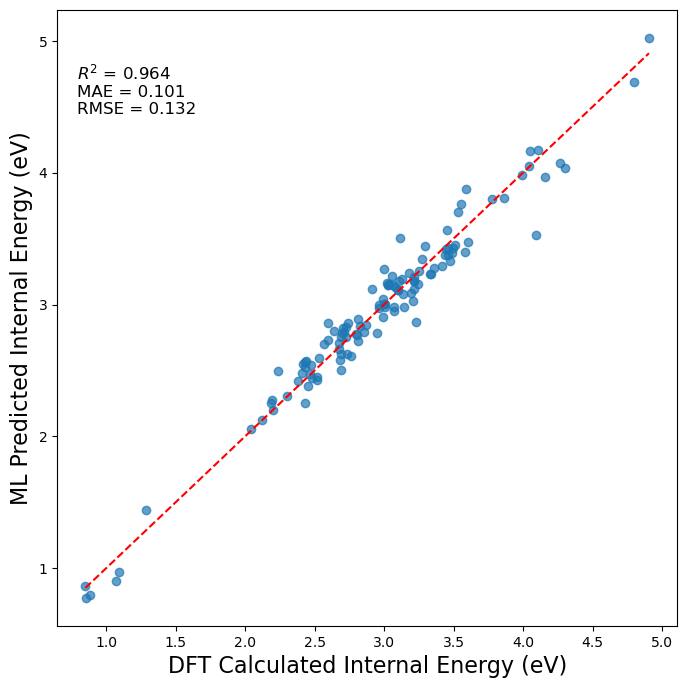 R² = 0.964
MAE = 0.101
RMSE = 0.132
ML Predicted Internal Energy (eV)
5
4
3
2
1
1.0 1.5 2.0 2.5 3.0 3.5 4.0 4.5 5.0
DFT Calculated Internal Energy (eV)